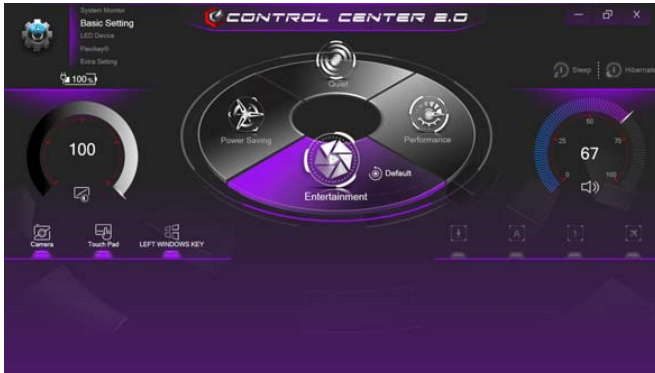 System Monitor
Basic Setting
LED Device
Flexikey®
Extra Setting
CONTROL CENTER 2.0
100%
Sleep
Hibernate
Quiet
Power Saving
Performance
Default
Entertainment
100
50
25
75
67
0
100
Camera
Touch Pad
LEFT WINDOWS KEY
A
1